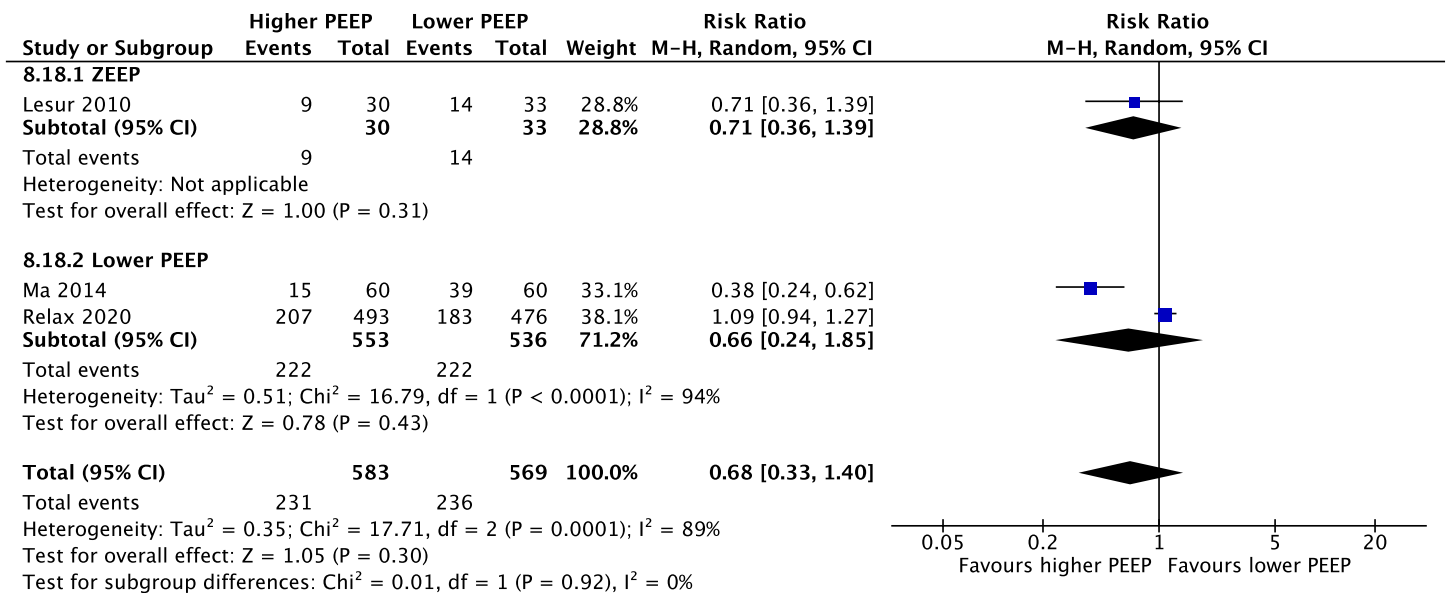 Higher PEEP Lower PEEP Risk Ratio Risk Ratio
Study or Subgroup Events Total Events Total Weight M-H, Random, 95% CI M-H, Random, 95% CI
8.18.1 ZEEP
Lesur 2010 9 30 14 33 28.8% 0.71 [0.36, 1.39]
Subtotal (95% CI) 30 33 28.8% 0.71 [0.36, 1.39]
Total events 9 14
Heterogeneity: Not applicable
Test for overall effect: Z = 1.00 (P = 0.31)
8.18.2 Lower PEEP
Ma 2014 15 60 39 60 33.1% 0.38 [0.24, 0.62]
Relax 2020 207 493 183 476 38.1% 1.09 [0.94, 1.27]
Subtotal (95% CI) 553 536 71.2% 0.66 [0.24, 1.85]
Total events 222 222
Heterogeneity: Tau² = 0.51; Chi² = 16.79, df = 1 (P < 0.0001); I² = 94%
Test for overall effect: Z = 0.78 (P = 0.43)
Total (95% CI) 583 569 100.0% 0.68 [0.33, 1.40]
Total events 231 236
Heterogeneity: Tau² = 0.35; Chi² = 17.71, df = 2 (P = 0.0001); I² = 89%
Test for overall effect: Z = 1.05 (P = 0.30)
Test for subgroup differences: Chi² = 0.01, df = 1 (P = 0.92), I² = 0%
0.05 0.2 1 5 20
Favours higher PEEP Favours lower PEEP